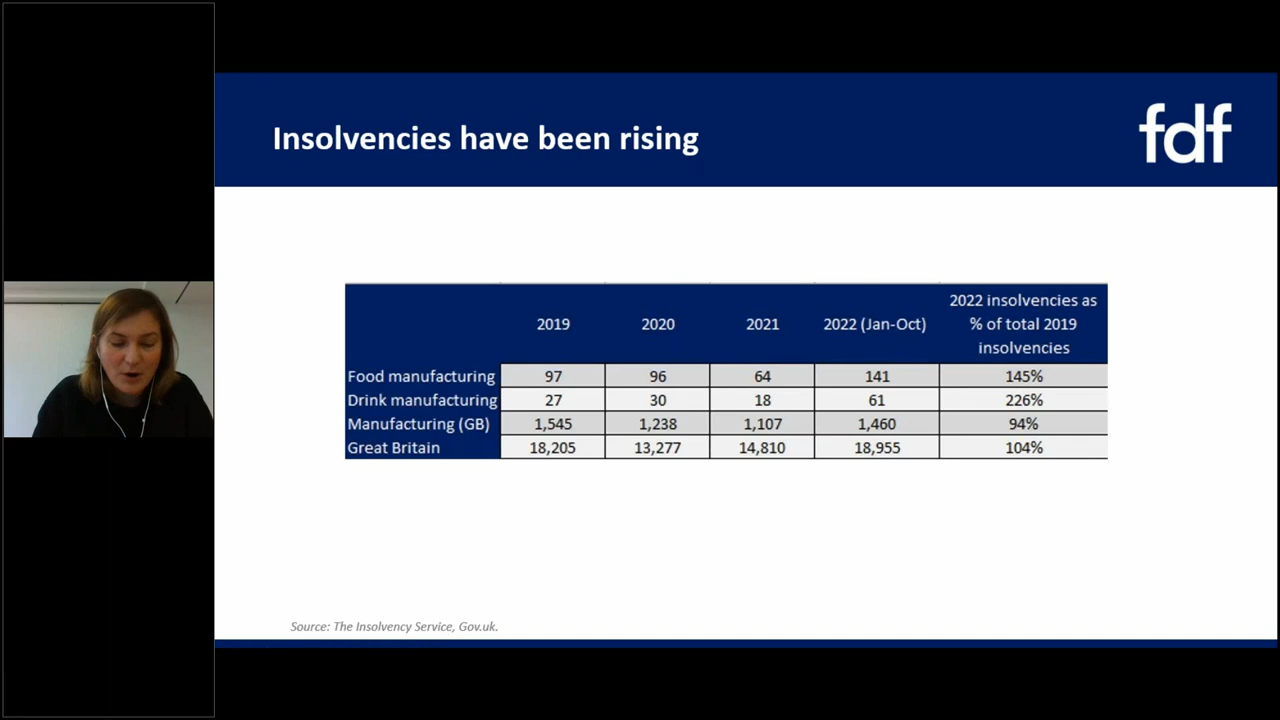 Insolvencies have been rising
fdf
2019 2020 2021 2022 (Jan-Oct) 2022 insolvencies as
% of total 2019
insolvencies
Food manufacturing 97 96 64 141 145%
Drink manufacturing 27 30 18 61 226%
Manufacturing (GB) 1,545 1,238 1,107 1,460 94%
Great Britain 18,205 13,277 14,810 18,955 104%
Source: The Insolvency Service, Gov.uk.